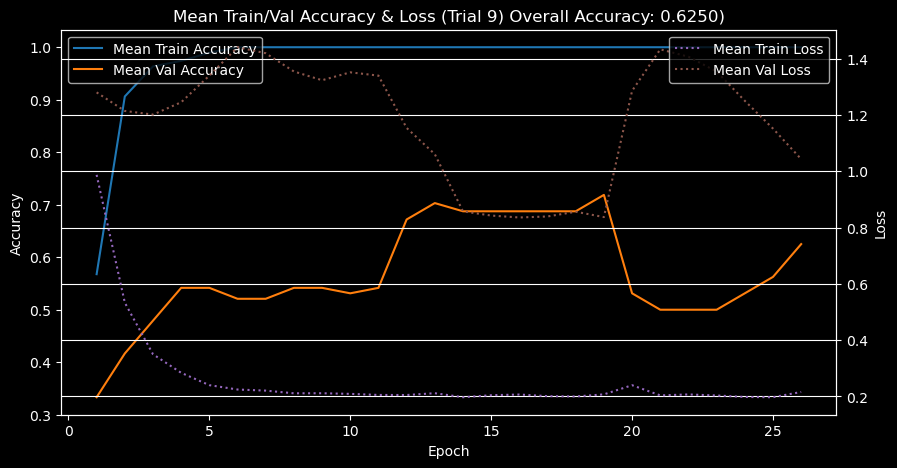 Mean Train/Val Accuracy & Loss (Trial 9) Overall Accuracy: 0.6250)
Mean Train Accuracy
Mean Val Accuracy
Mean Train Loss
Mean Val Loss
Accuracy
1.0
0.9
0.8
0.7
0.6
0.5
0.4
0.3
Loss
1.4
1.2
1.0
0.8
0.6
0.4
0.2
0 5 10 15 20 25
Epoch